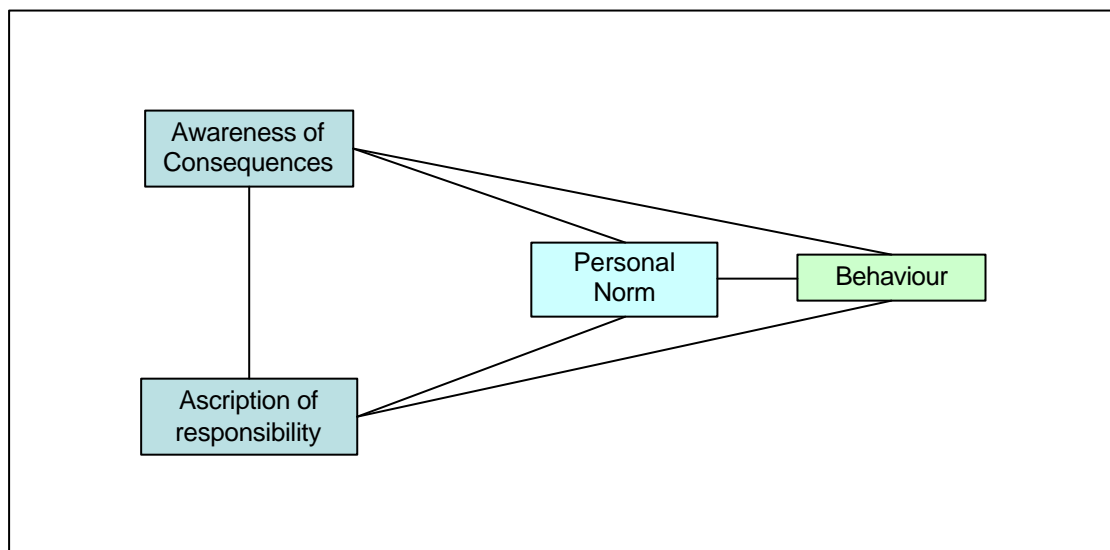 Awareness of
Consequences
Personal
Norm
Behaviour
Ascription of
responsibility